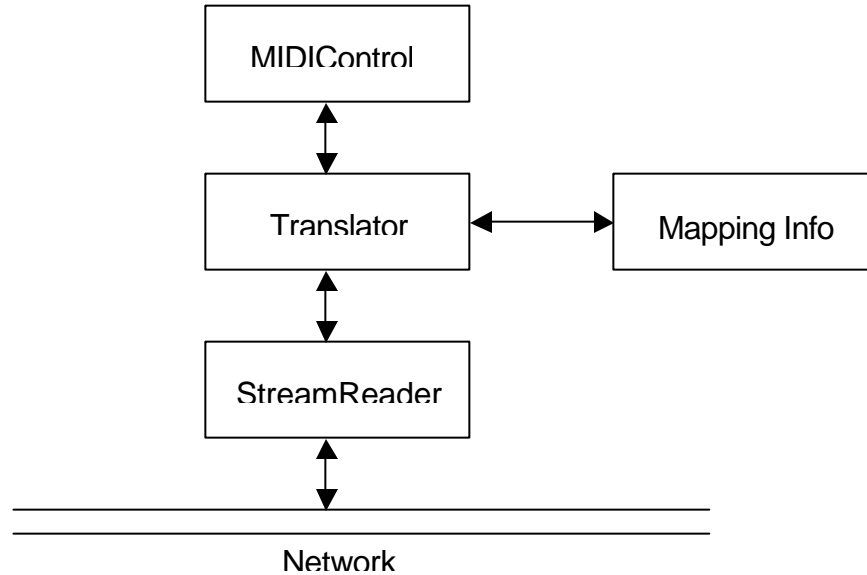 MIDIControl
Translator
Mapping Info
StreamReader
Network